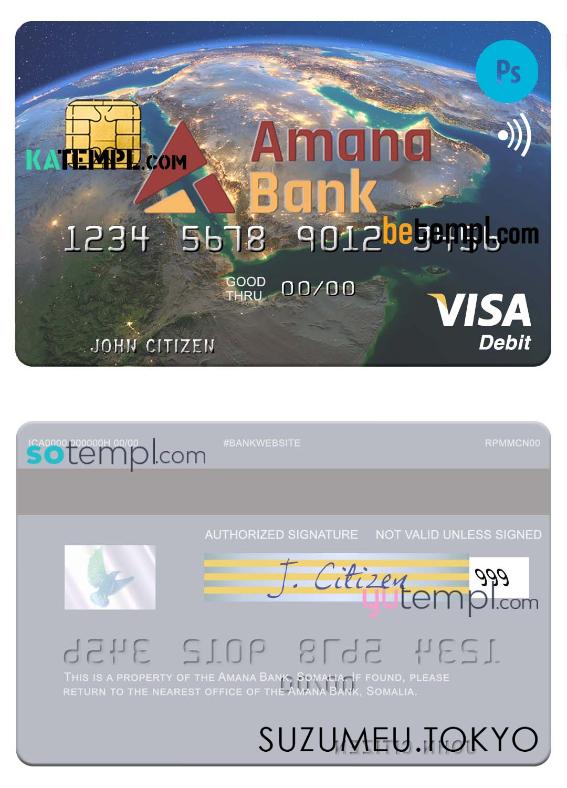 Ps
KATEMPL.COM
Amana
Bank
1234 5678 9012 3456
betempl.com
GOOD
THRU 00/00
VISA
Debit
JOHN CITIZEN
ICA0000 000000H 00/00 #BANKWEBSITE RPMMCN00
sotempl.com
AUTHORIZED SIGNATURE NOT VALID UNLESS SIGNED
J. Citizen 999
yutempl.com
THIS IS A PROPERTY OF THE AMANA BANK, SOMALIA. IF FOUND, PLEASE
RETURN TO THE NEAREST OFFICE OF THE AMANA BANK, SOMALIA.
SUZUMEU.TOKYO